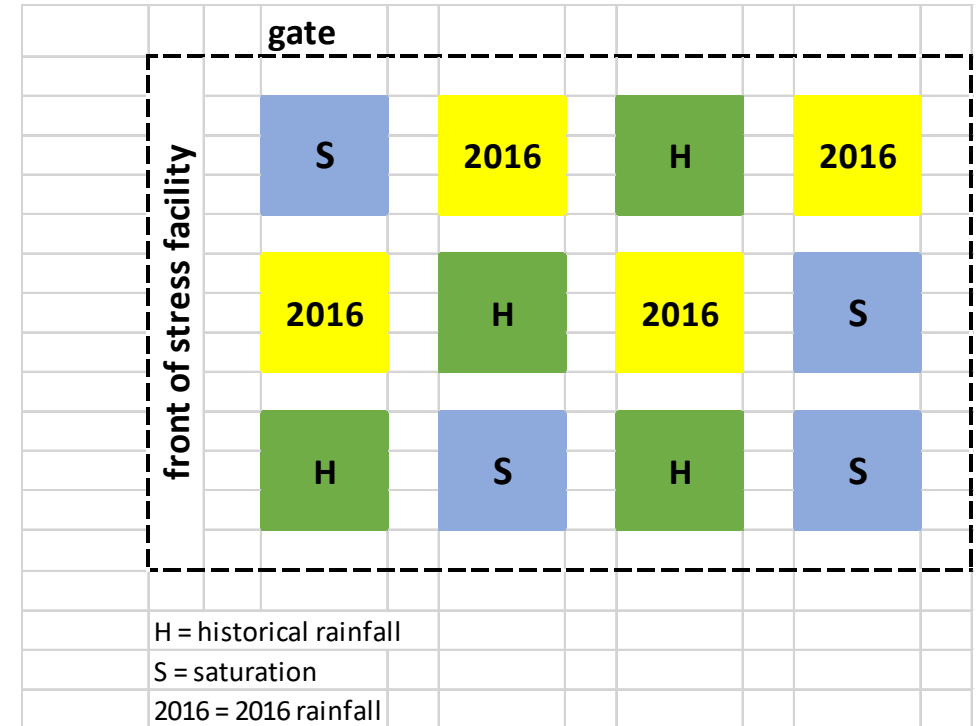 gate
front of stress facility
S 2016 H 2016
2016 H 2016 S
H S H S
H = historical rainfall
S = saturation
2016 = 2016 rainfall